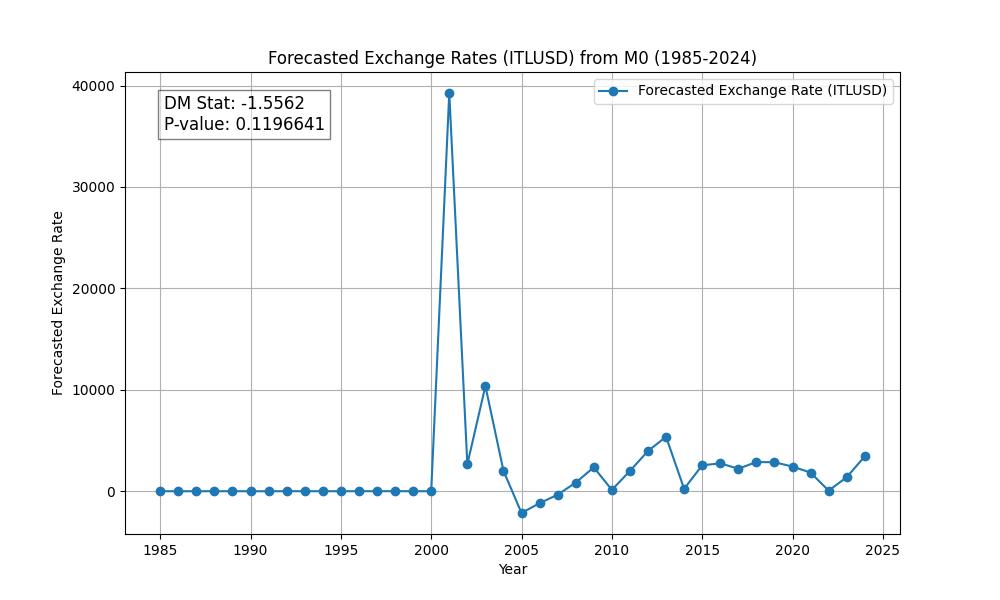 Forecasted Exchange Rates (ITLUSD) from M0 (1985-2024)
DM Stat: -1.5562
P-value: 0.1196641
Forecasted Exchange Rate (ITLUSD)
Forecasted Exchange Rate
40000
30000
20000
10000
0
1985 1990 1995 2000 2005 2010 2015 2020 2025
Year